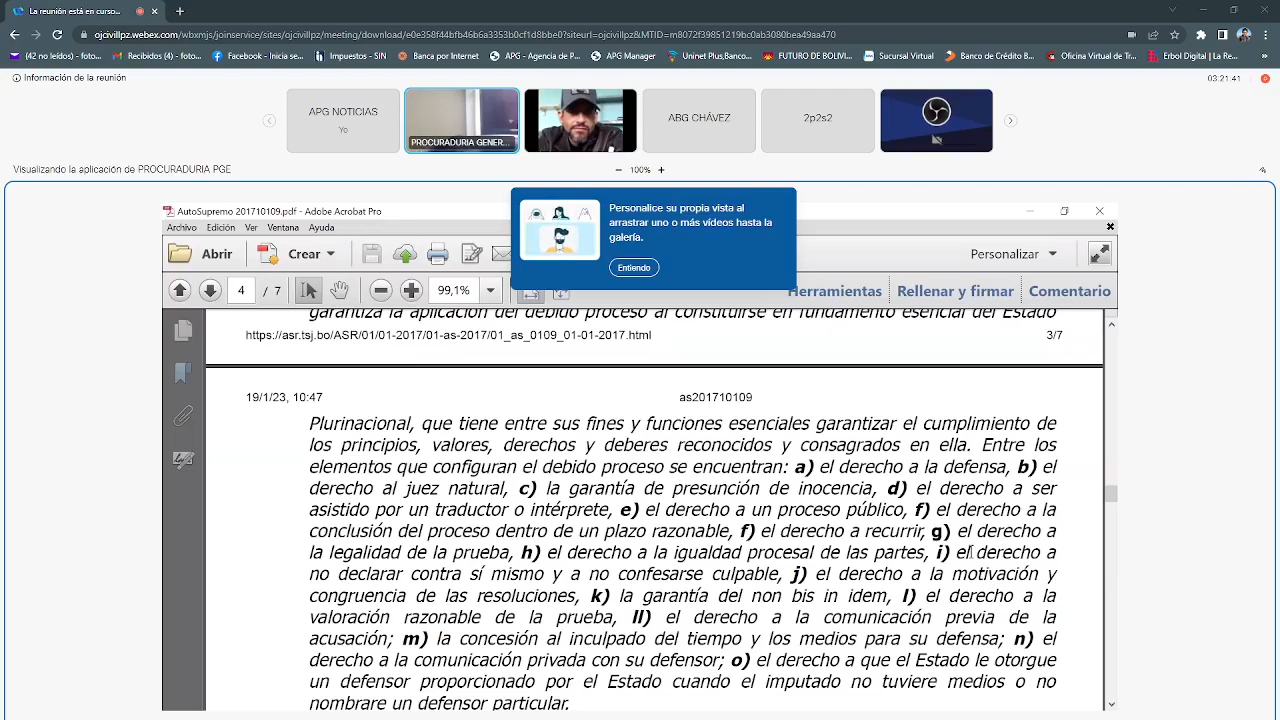 La reunión está en curso...
ojcivillpz.webex.com/wbxmjs/joinservice/sites/ojcivillpz/meeting/download/e0e358f44bfb46b6a3353b0cf1d8bbe0?siteurl=ojcivillpz&MTID=m8072f39851219bc0ab3080bea49aab70
(42 no leídos) - foto... Recibidos (4) - fotopr... Facebook - Inicia se... Impuestos - SIN Banca por Internet APG - Agencia de P... APG Manager Uninet Plus,Banco... FUTURO DE BOLIVI... Sucursal Virtual Banco de Crédito B... Oficina Virtual de Tr... Erbol Digital | La Pa...
Información de la reunión
03:21:41
APG NOTICIAS
Yo
PROCURADURIA GENER...
ABG CHÁVEZ
2p2s2
Visualizando la aplicación de PROCURADURIA PGE
100%
Personalice su propia vista al
arrastrar uno o más vídeos hasta la
galería.
Entiendo
AutoSupremo 201710109.pdf - Adobe Acrobat Pro
Archivo Edición Ver Ventana Ayuda
Abrir Crear Personalizar
4 / 7 99,1% Herramientas Rellenar y firmar Comentario
garantiza la aplicación del debido proceso al constituirse en fundamento esencial del Estado
https://asr.tsj.bo/ASR/01/01-2017/01-as-2017/01_as_0109_01-01-2017.html 3/7
19/1/23, 10:47 as201710109
Plurinacional, que tiene entre sus fines y funciones esenciales garantizar el cumplimiento de
los principios, valores, derechos y deberes reconocidos y consagrados en ella. Entre los
elementos que configuran el debido proceso se encuentran: a) el derecho a la defensa, b) el
derecho al juez natural, c) la garantía de presunción de inocencia, d) el derecho a ser
asistido por un traductor o intérprete, e) el derecho a un proceso público, f) el derecho a la
conclusión del proceso dentro de un plazo razonable, f) el derecho a recurrir, g) el derecho a
la legalidad de la prueba, h) el derecho a la igualdad procesal de las partes, i) el derecho a
no declarar contra sí mismo y a no confesarse culpable, j) el derecho a la motivación y
congruencia de las resoluciones, k) la garantía del non bis in idem, l) el derecho a la
valoración razonable de la prueba, ll) el derecho a la comunicación previa de la
acusación; m) la concesión al inculpado del tiempo y los medios para su defensa; n) el
derecho a la comunicación privada con su defensor; o) el derecho a que el Estado le otorgue
un defensor proporcionado por el Estado cuando el imputado no tuviere medios o no
nombrare un defensor particular.